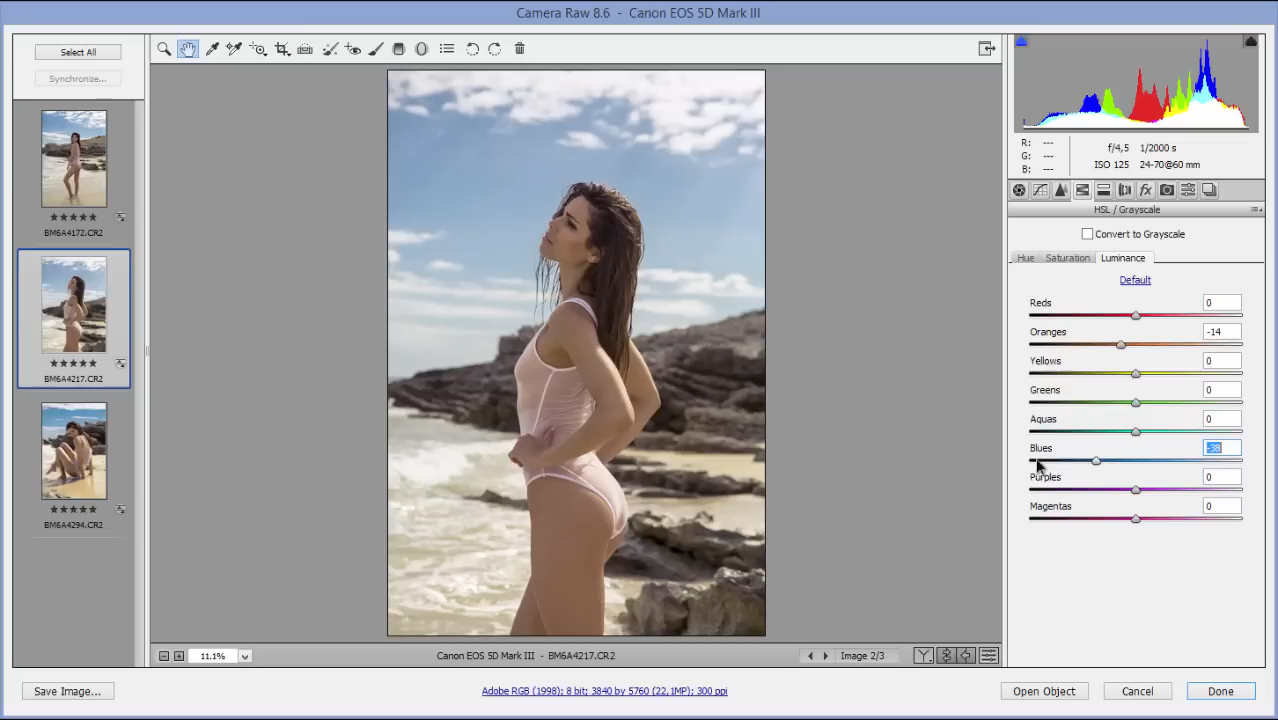 Camera Raw 8.6 - Canon EOS 5D Mark III
Select All
Synchronize...
BM6A4172.CR2
BM6A4217.CR2
BM6A4294.CR2
R: ---
G: ---
B: ---
f/4,5 1/2000 s
ISO 125 24-70@60 mm
fx
HSL / Grayscale
Convert to Grayscale
Hue Saturation Luminance
Default
Reds 0
Oranges -14
Yellows 0
Greens 0
Aquas 0
Blues -38
Purples 0
Magentas 0
11,1%
Canon EOS 5D Mark III - BM6A4217.CR2
Image 2/3
Save Image...
Adobe RGB (1998); 8 bit; 3840 by 5760 (22,1MP); 300 ppi
Open Object
Cancel
Done